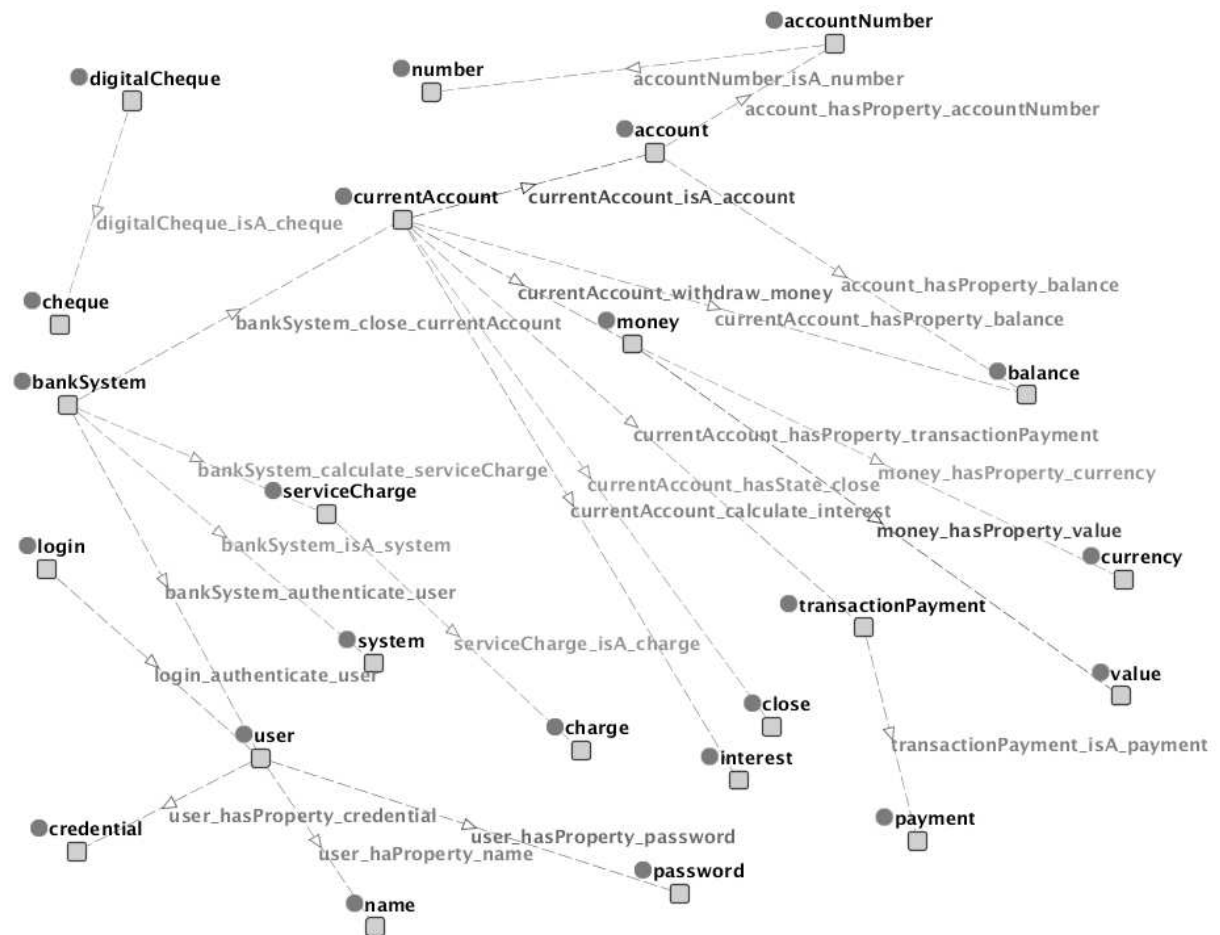 accountNumber
number
digitalCheque
accountNumber_isA_number
account_hasProperty_accountNumber
account
currentAccount
currentAccount_isA_account
digitalCheque_isA_cheque
account_hasProperty_balance
currentAccount_withdraw_money
cheque
bankSystem_close_currentAccount
money
currentAccount_hasProperty_balance
balance
bankSystem
currentAccount_hasProperty_transactionPayment
bankSystem_calculate_serviceCharge
money_hasProperty_currency
currentAccount_hasState_close
serviceCharge
currentAccount_calculate_interest
money_hasProperty_value
login
bankSystem_isA_system
currency
bankSystem_authenticate_user
transactionPayment
system
serviceCharge_isA_charge
login_authenticate_user
value
close
charge
user
transactionPayment_isA_payment
interest
user_hasProperty_credential
payment
credential
user_hasProperty_password
user_haProperty_name
password
name